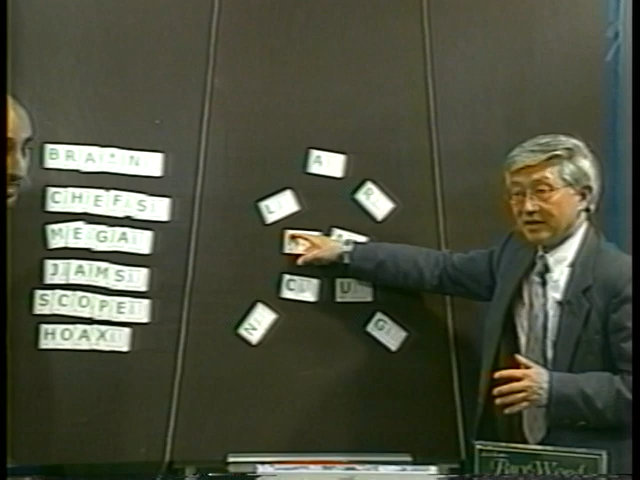 BRAIN
CHEFS
MEGA
JAMS
SCOPE
HOAX
A
L R
C U
N G